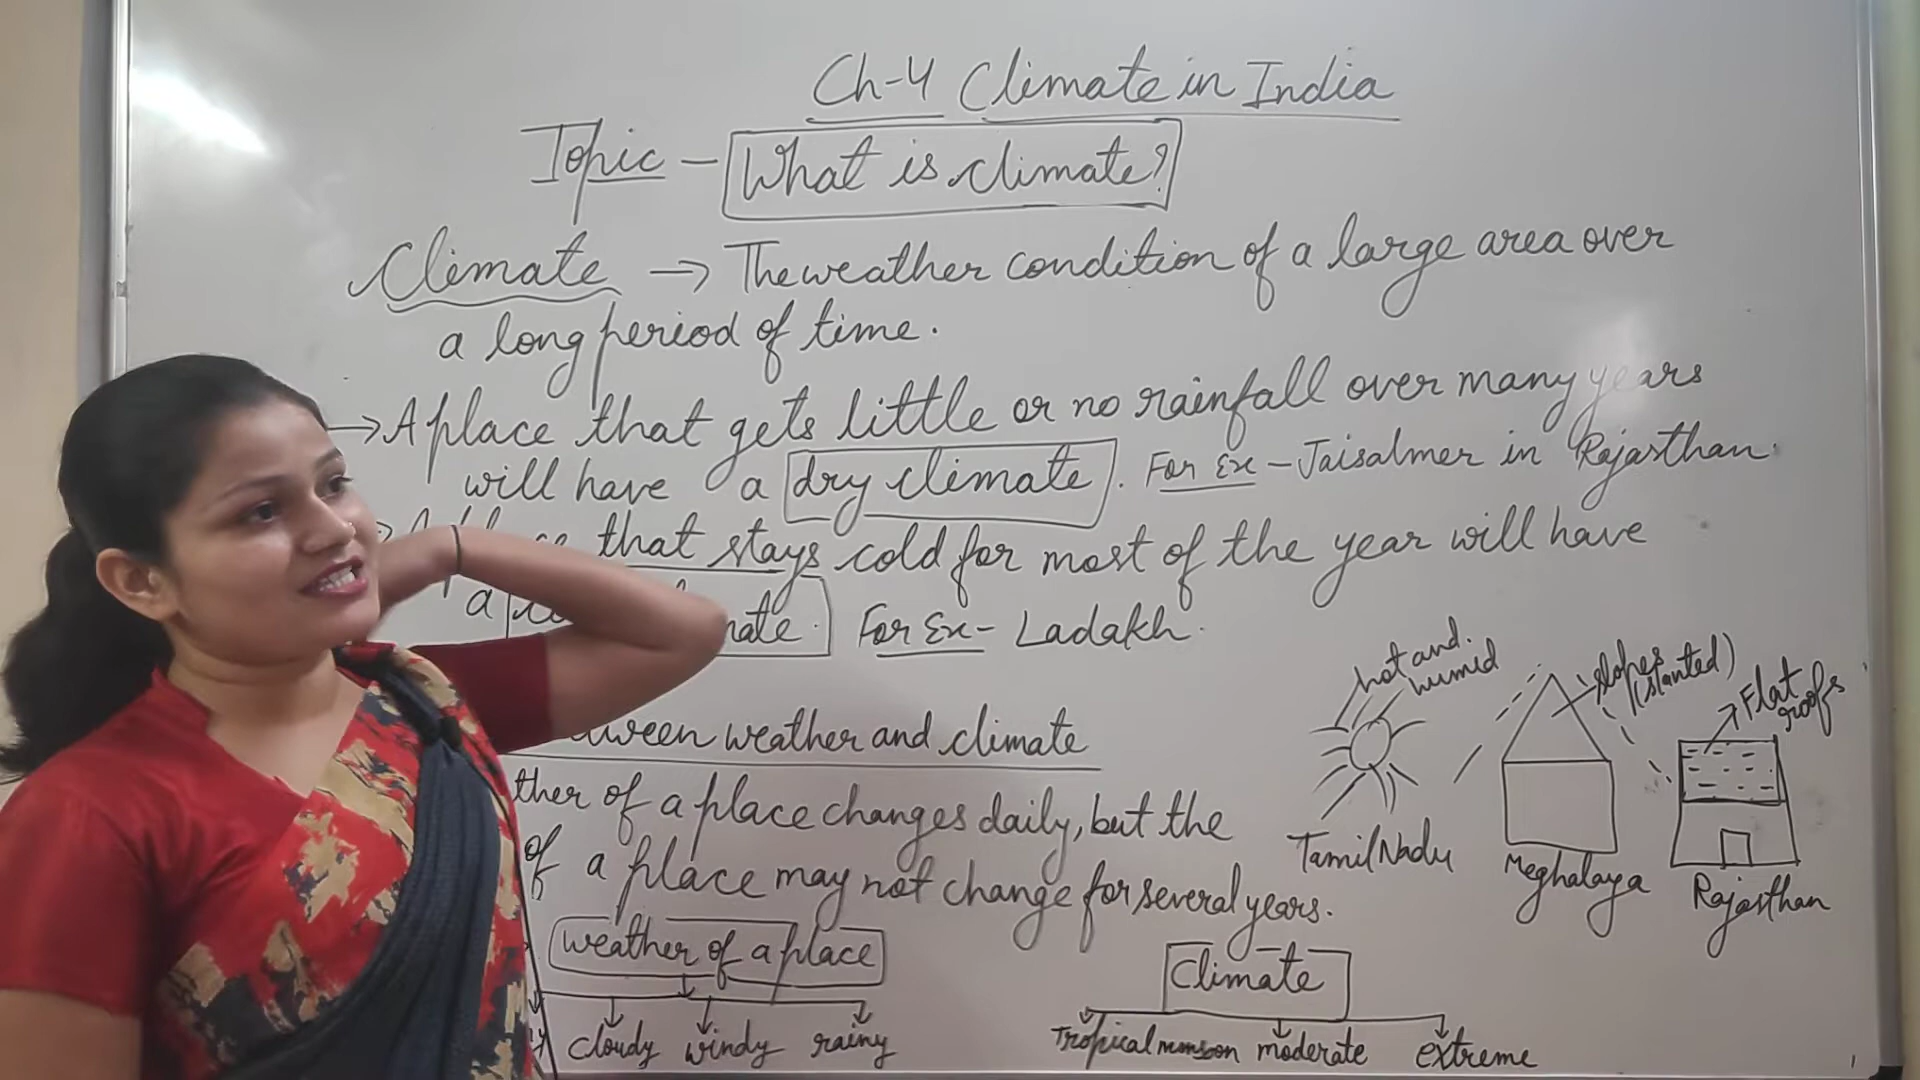 Ch-4 Climate in India
Topic - What is climate?
Climate → The weather condition of a large area over
a long period of time.
→ A place that gets little or no rainfall over many years
will have a dry climate. For Ex - Jaisalmer in Rajasthan.
that stays cold for most of the year will have
a For Ex - Ladakh.
weather and climate
of a place changes daily, but the
of a place may not change for several years.
hot and humid
Tamil Nadu
slopes (slanted)
Meghalaya
Flat roofs
Rajasthan
weather of a place
cloudy windy rainy
Climate
Tropical monsoon moderate extreme